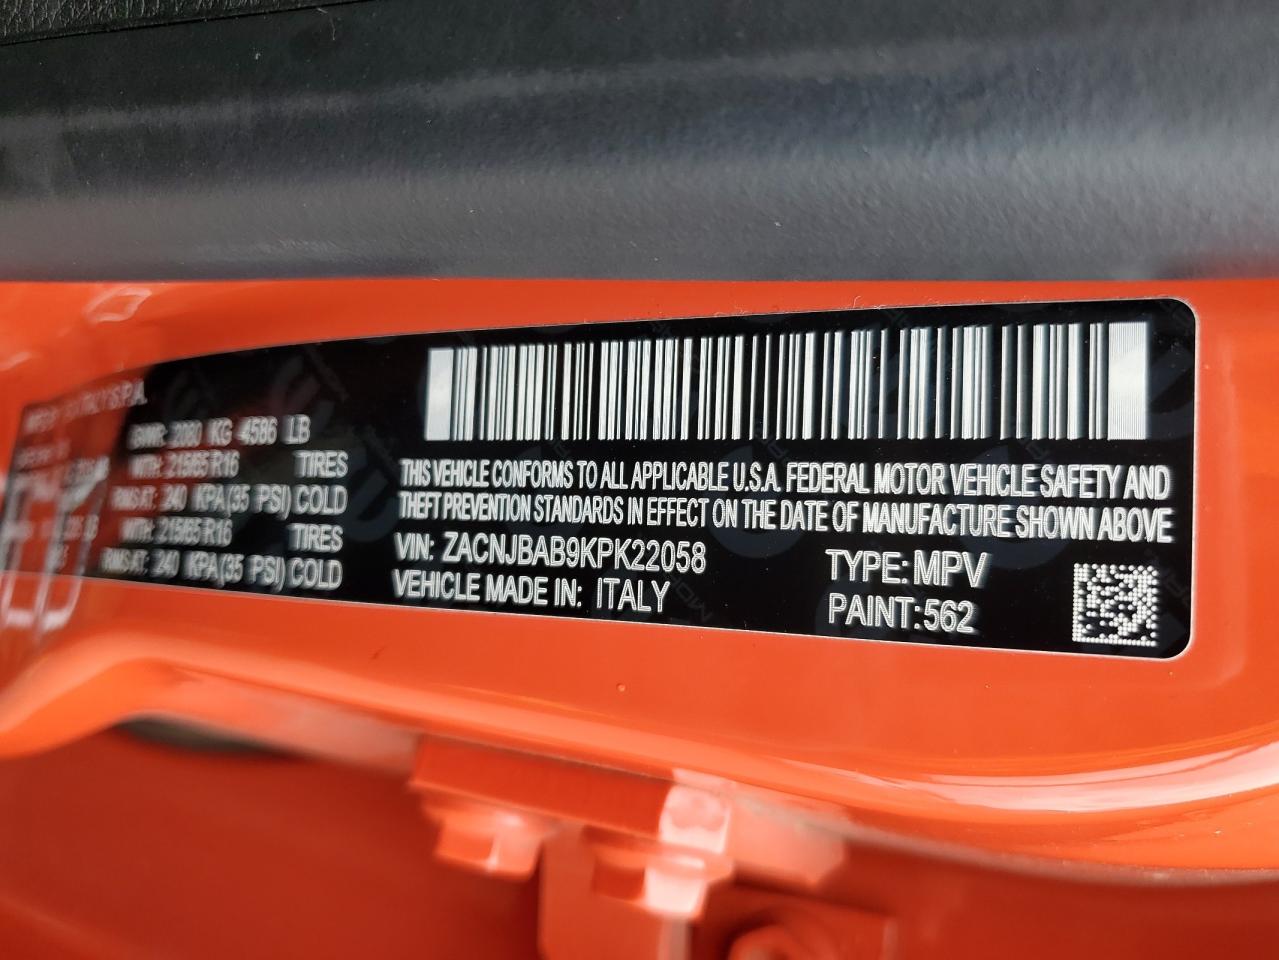 GVWR: 2080 KG 4586 LB
WITH: 215/65 R16 TIRES
RIMS AT: 240 KPA(35 PSI) COLD
WITH: 215/65 R16 TIRES
RIMS AT: 240 KPA(35 PSI) COLD
THIS VEHICLE CONFORMS TO ALL APPLICABLE U.S.A. FEDERAL MOTOR VEHICLE SAFETY AND
THEFT PREVENTION STANDARDS IN EFFECT ON THE DATE OF MANUFACTURE SHOWN ABOVE
VIN: ZACNJBAB9KPK22058
TYPE: MPV
VEHICLE MADE IN: ITALY
PAINT: 562